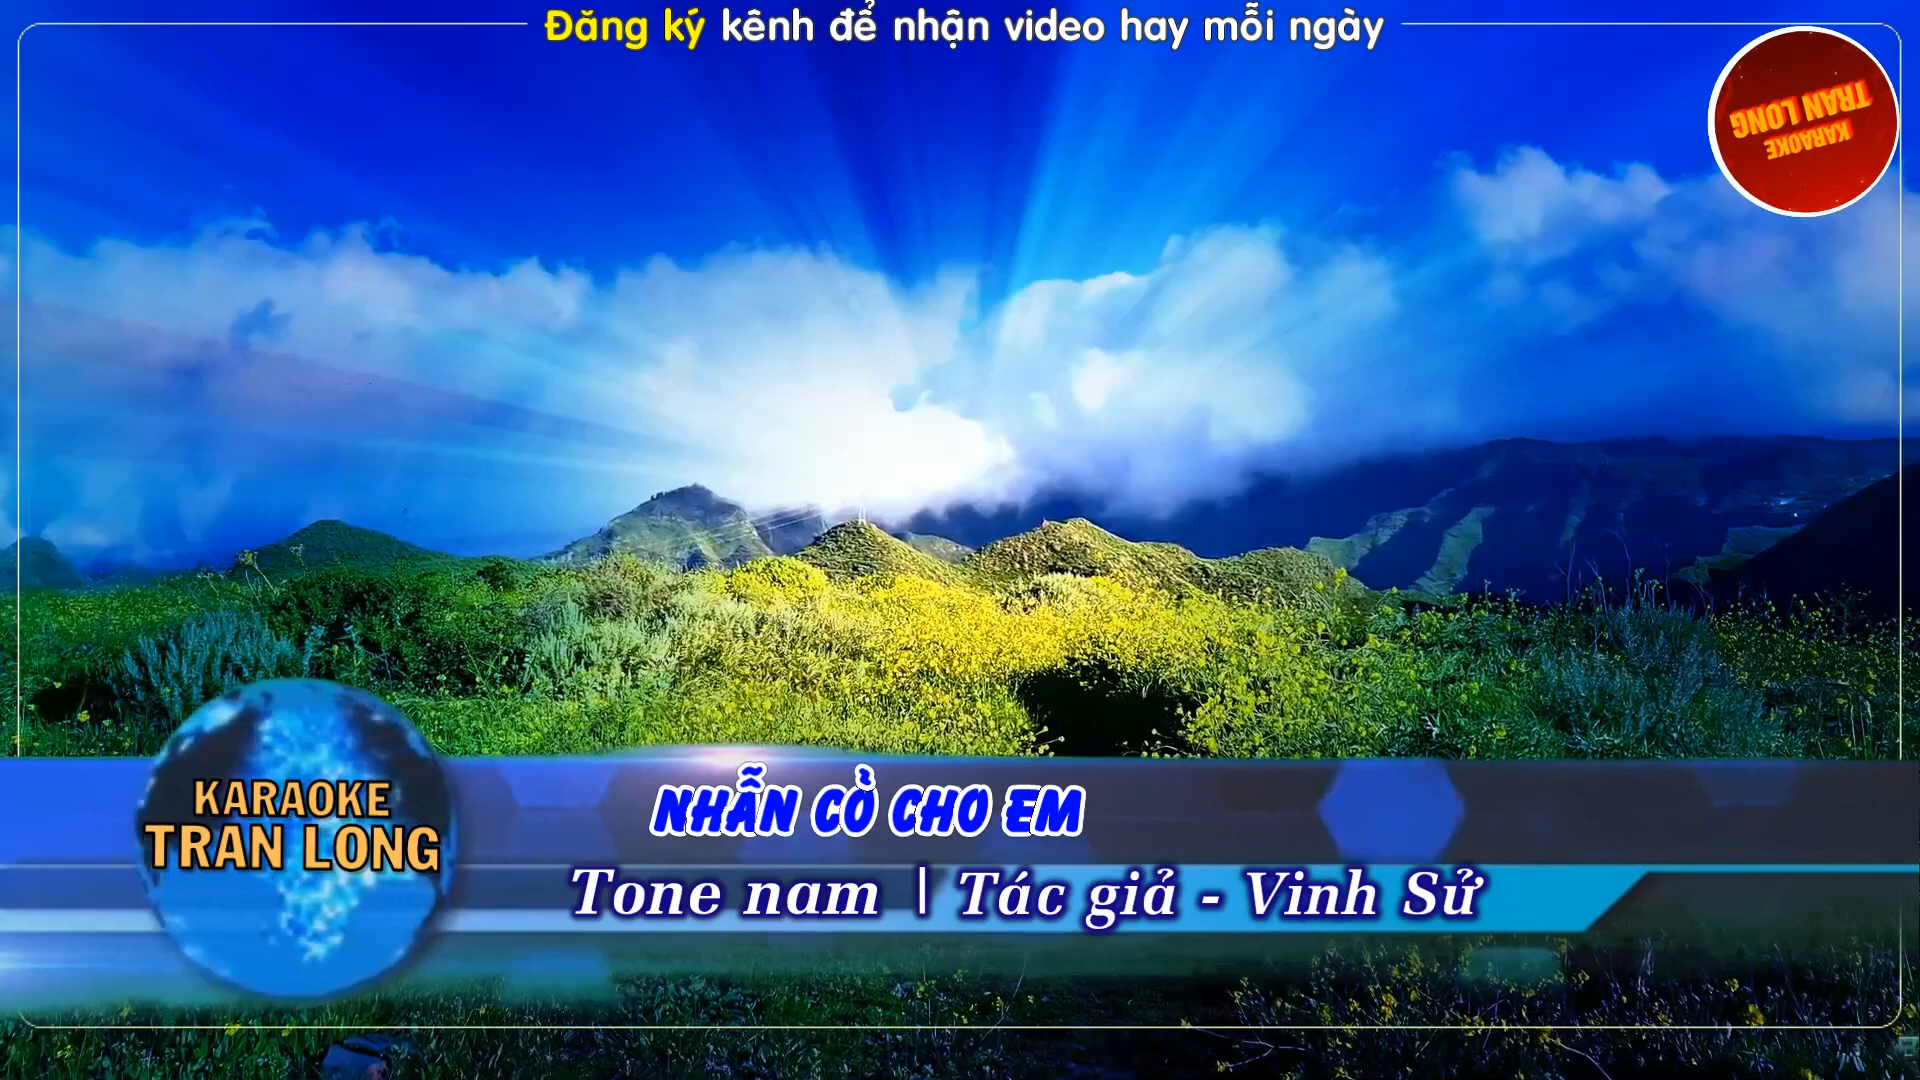 Đăng ký kênh để nhận video hay mỗi ngày
KARAOKE
TRAN LONG
KARAOKE
TRAN LONG
NHẪN CỎ CHO EM
Tone nam | Tác giả - Vinh Sử